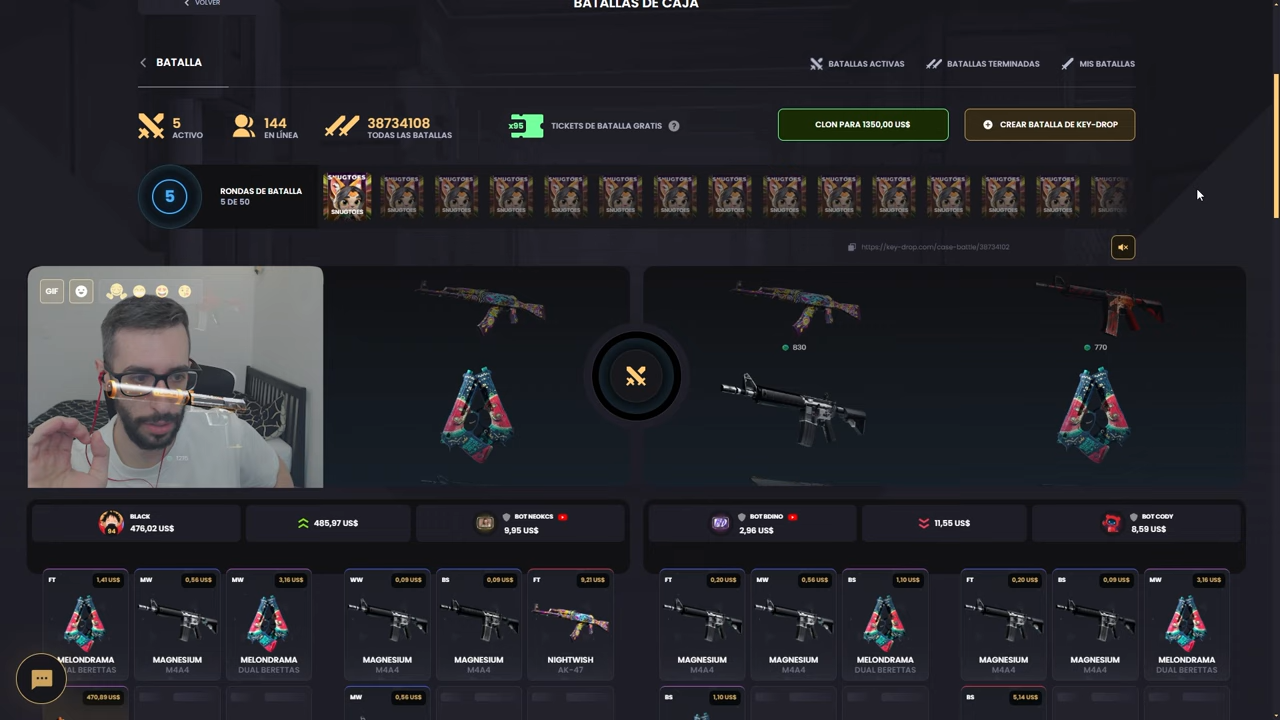 VOLVER
BATALLAS DE CAJA
BATALLA
BATALLAS ACTIVAS
BATALLAS TERMINADAS
MIS BATALLAS
5
ACTIVO
144
EN LÍNEA
38734108
TODAS LAS BATALLAS
x95
TICKETS DE BATALLA GRATIS ?
CLON PARA 1350,00 US$
CREAR BATALLA DE KEY-DROP
5
RONDAS DE BATALLA
5 DE 50
SNUGTOES
SNUGTOES
https://key-drop.com/case-battle/38734102
GIF
830
770
BLACK
476,02 US$
94
485,97 US$
BOT NEOKCS
9,95 US$
BOT BDINO
2,96 US$
11,55 US$
BOT CODY
8,59 US$
FT 1,41 US$
MW 0,56 US$
MW 3,16 US$
WW 0,09 US$
BS 0,09 US$
FT 9,21 US$
FT 0,20 US$
MW 0,56 US$
BS 1,10 US$
FT 0,20 US$
BS 0,09 US$
MW 3,16 US$
MELONDRAMA
DUAL BERETTAS
MAGNESIUM
M4A4
MELONDRAMA
DUAL BERETTAS
MAGNESIUM
M4A4
MAGNESIUM
M4A4
NIGHTWISH
AK-47
MAGNESIUM
M4A4
MAGNESIUM
M4A4
MELONDRAMA
DUAL BERETTAS
MAGNESIUM
M4A4
MAGNESIUM
M4A4
MELONDRAMA
DUAL BERETTAS
470,89 US$
MW 0,56 US$
BS 1,10 US$
BS 5,14 US$